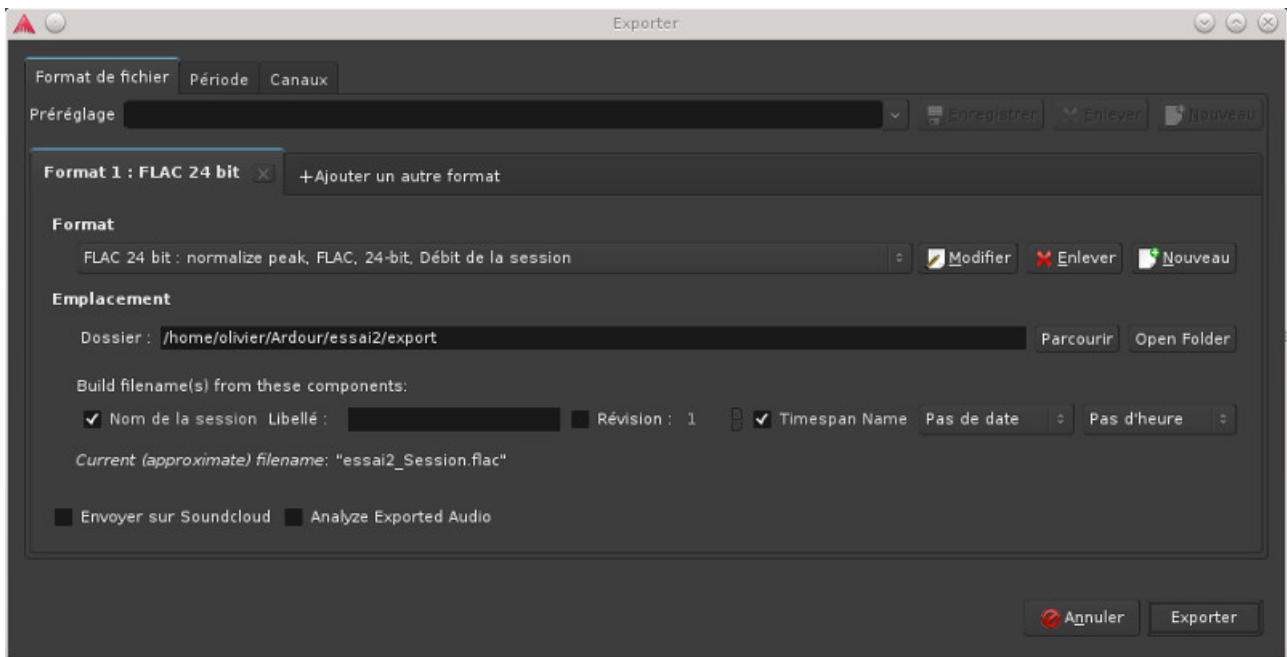 Exporter
Format de fichier Période Canaux
Préréglage Enregistrer Enlever Nouveau
Format 1 : FLAC 24 bit +Ajouter un autre format
Format
FLAC 24 bit : normalize peak, FLAC, 24-bit, Débit de la session Modifier Enlever Nouveau
Emplacement
Dossier : /home/olivier/Ardour/essai2/export Parcourir Open Folder
Build filename(s) from these components:
Nom de la session Libellé : Révision : 1 Timespan Name Pas de date Pas d'heure
Current (approximate) filename: "essai2_Session.flac"
Envoyer sur Soundcloud Analyze Exported Audio
Annuler Exporter